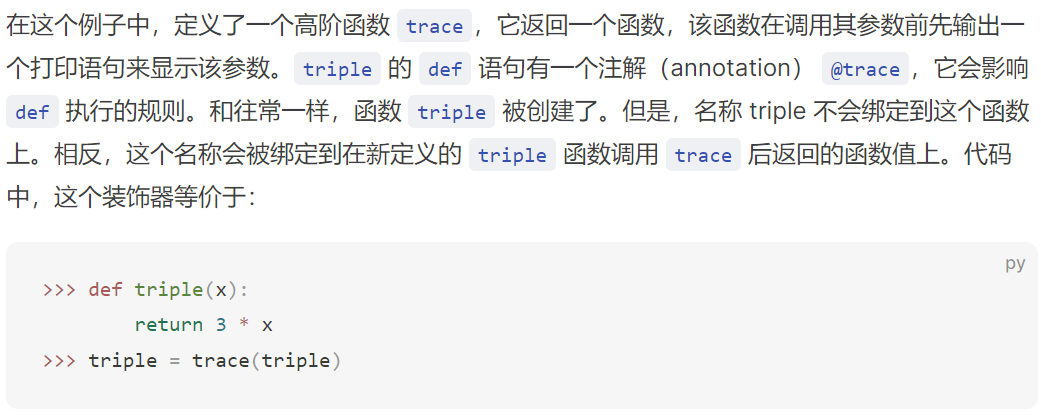 在这个例子中，定义了一个高阶函数 trace ，它返回一个函数，该函数在调用其参数前先输出一
个打印语句来显示该参数。 triple 的 def 语句有一个注解（annotation） @trace ，它会影响
def 执行的规则。和往常一样，函数 triple 被创建了。但是，名称 triple 不会绑定到这个函数
上。相反，这个名称会被绑定到在新定义的 triple 函数调用 trace 后返回的函数值上。代码
中，这个装饰器等价于：
py
>>> def triple(x):
        return 3 * x
>>> triple = trace(triple)